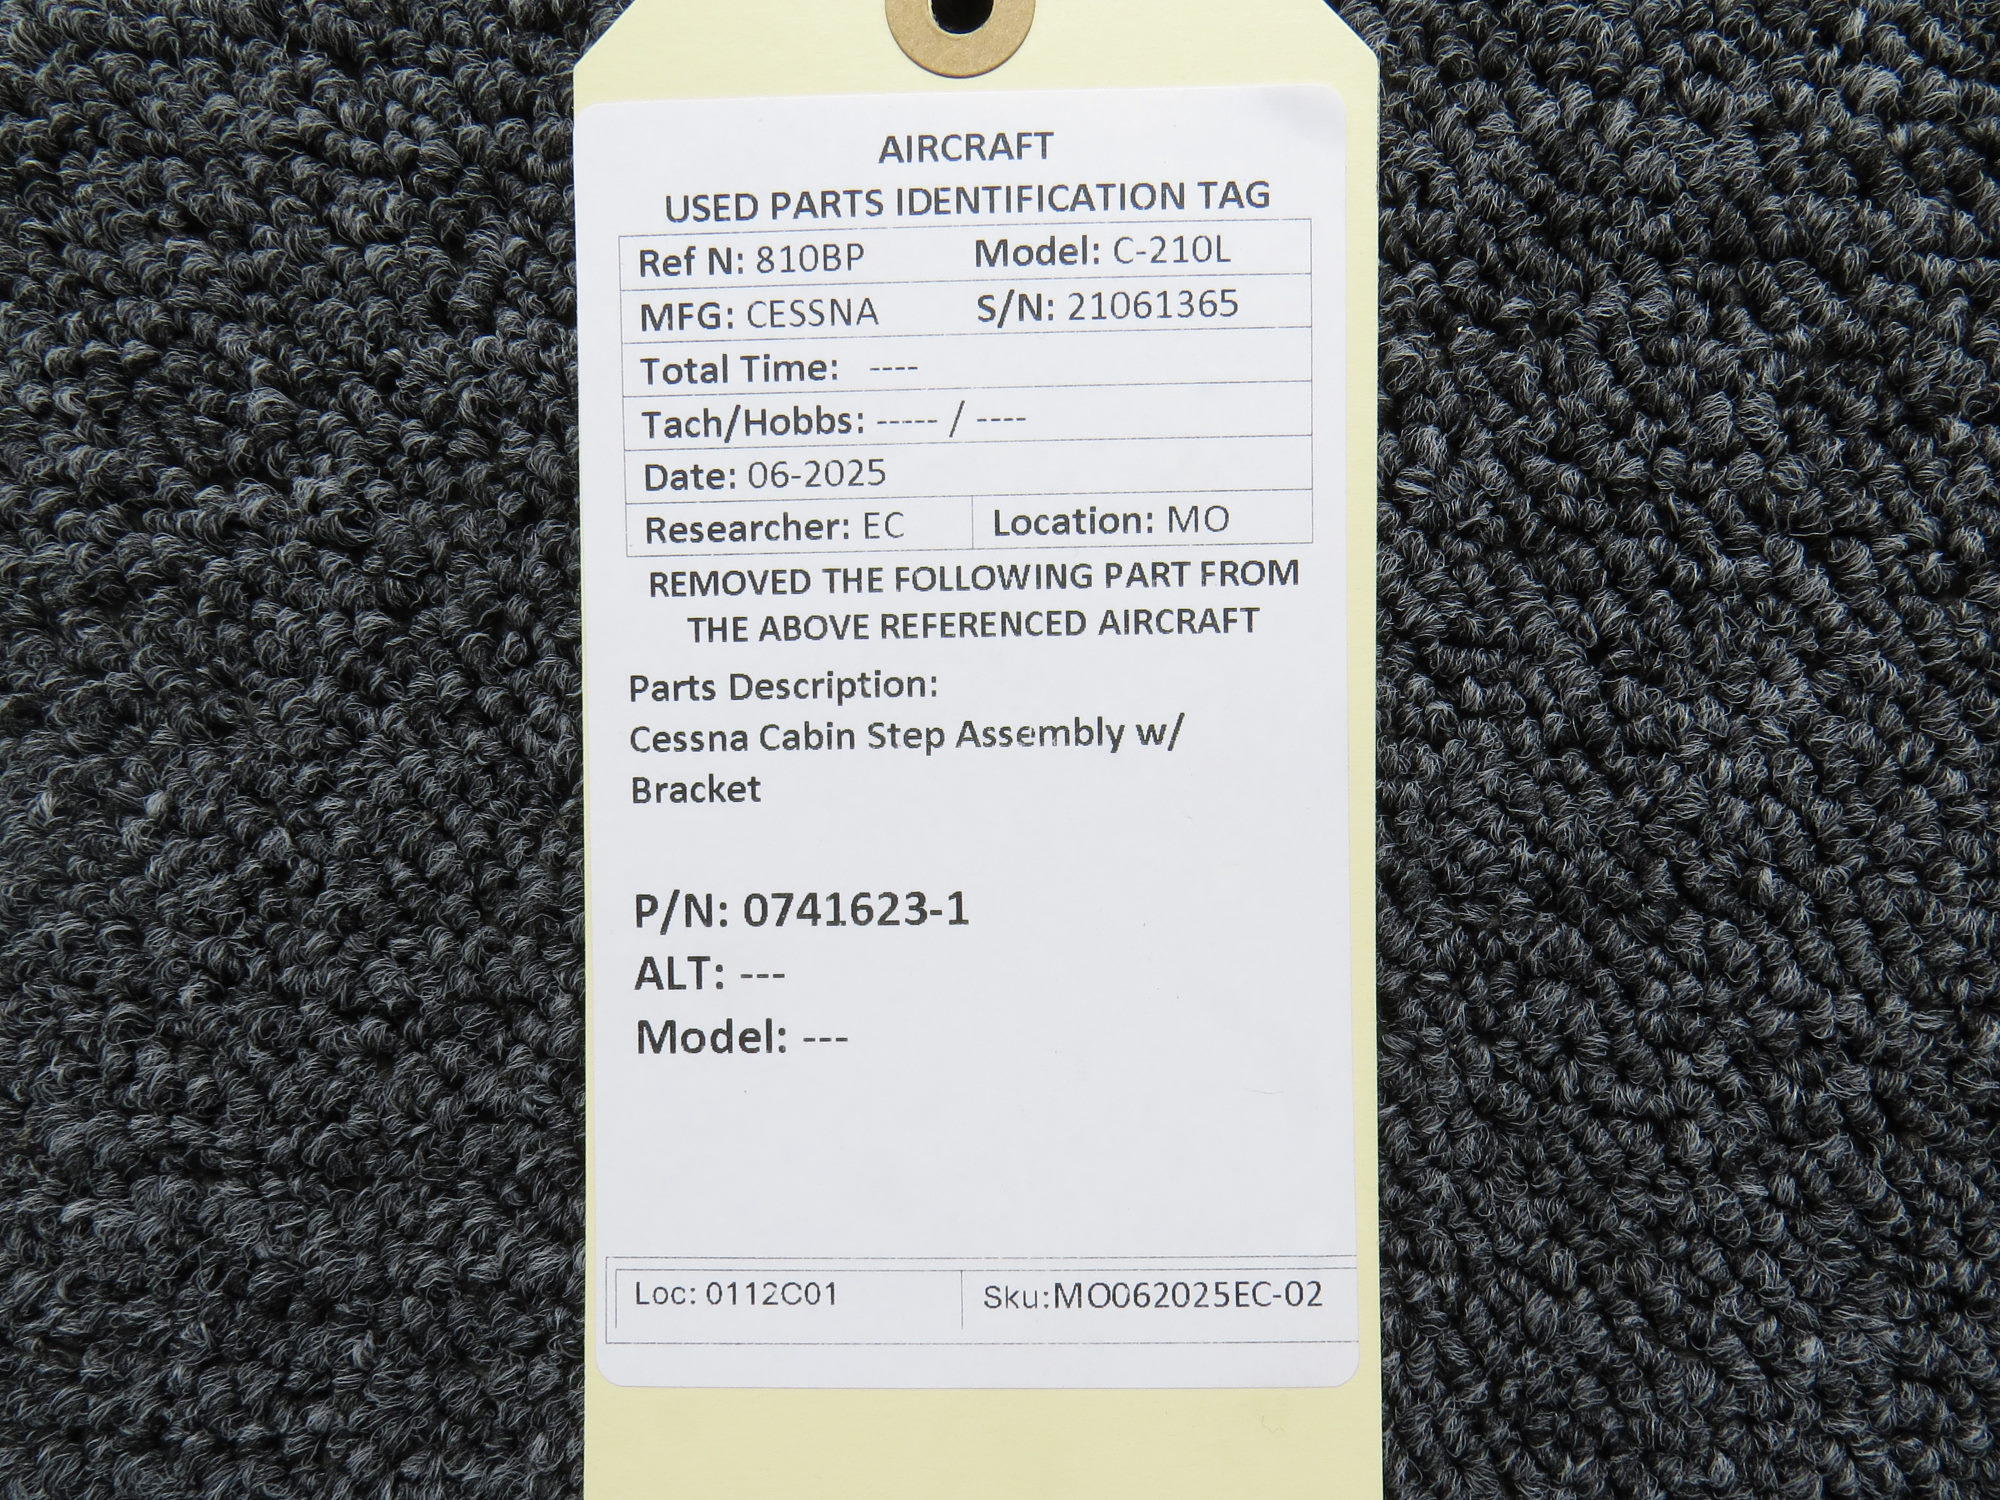 AIRCRAFT
USED PARTS IDENTIFICATION TAG
Ref N: 810BP Model: C-210L
MFG: CESSNA S/N: 21061365
Total Time: ----
Tach/Hobbs: ----- / ----
Date: 06-2025
Researcher: EC Location: MO
REMOVED THE FOLLOWING PART FROM
THE ABOVE REFERENCED AIRCRAFT
Parts Description:
Cessna Cabin Step Assembly w/
Bracket
P/N: 0741623-1
ALT: ---
Model: ---
Loc: 0112C01 Sku:MO062025EC-02